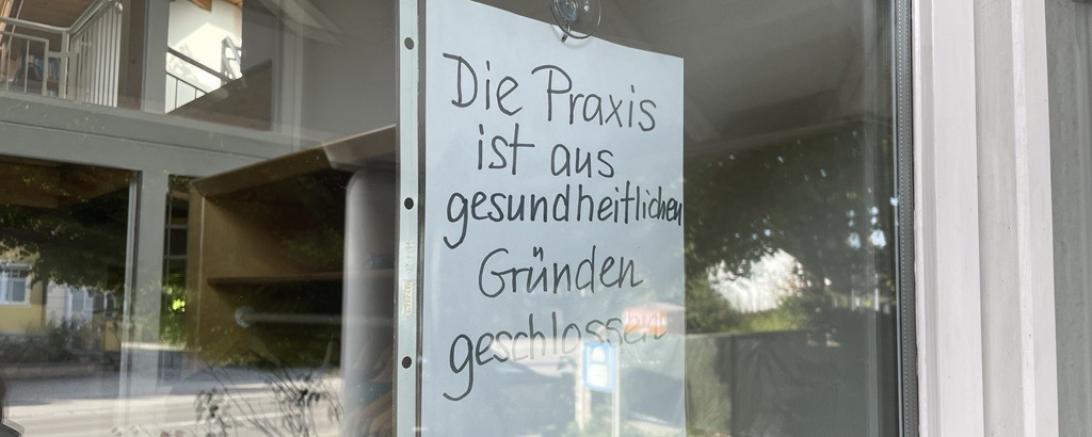 Die Praxis
ist aus
gesundheitlichen
Gründen
geschlossen